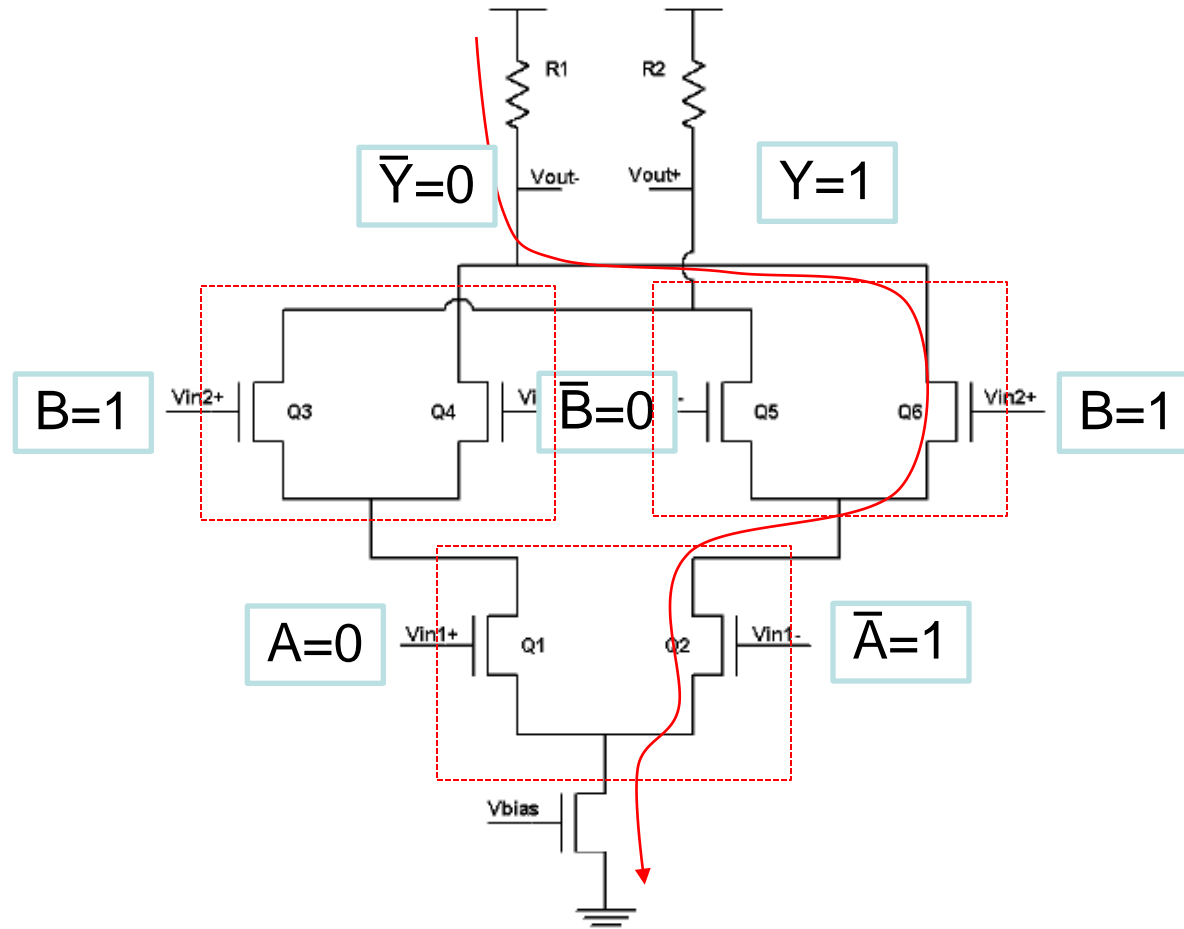 R1
R2
Y̅=0
Vout-
Vout+
Y=1
B=1
Vin2+
Q3
Q4
B̅=0
-
Q5
Q6
Vin2+
B=1
A=0
Vin1+
Q1
Q2
Vin1-
A̅=1
Vbias